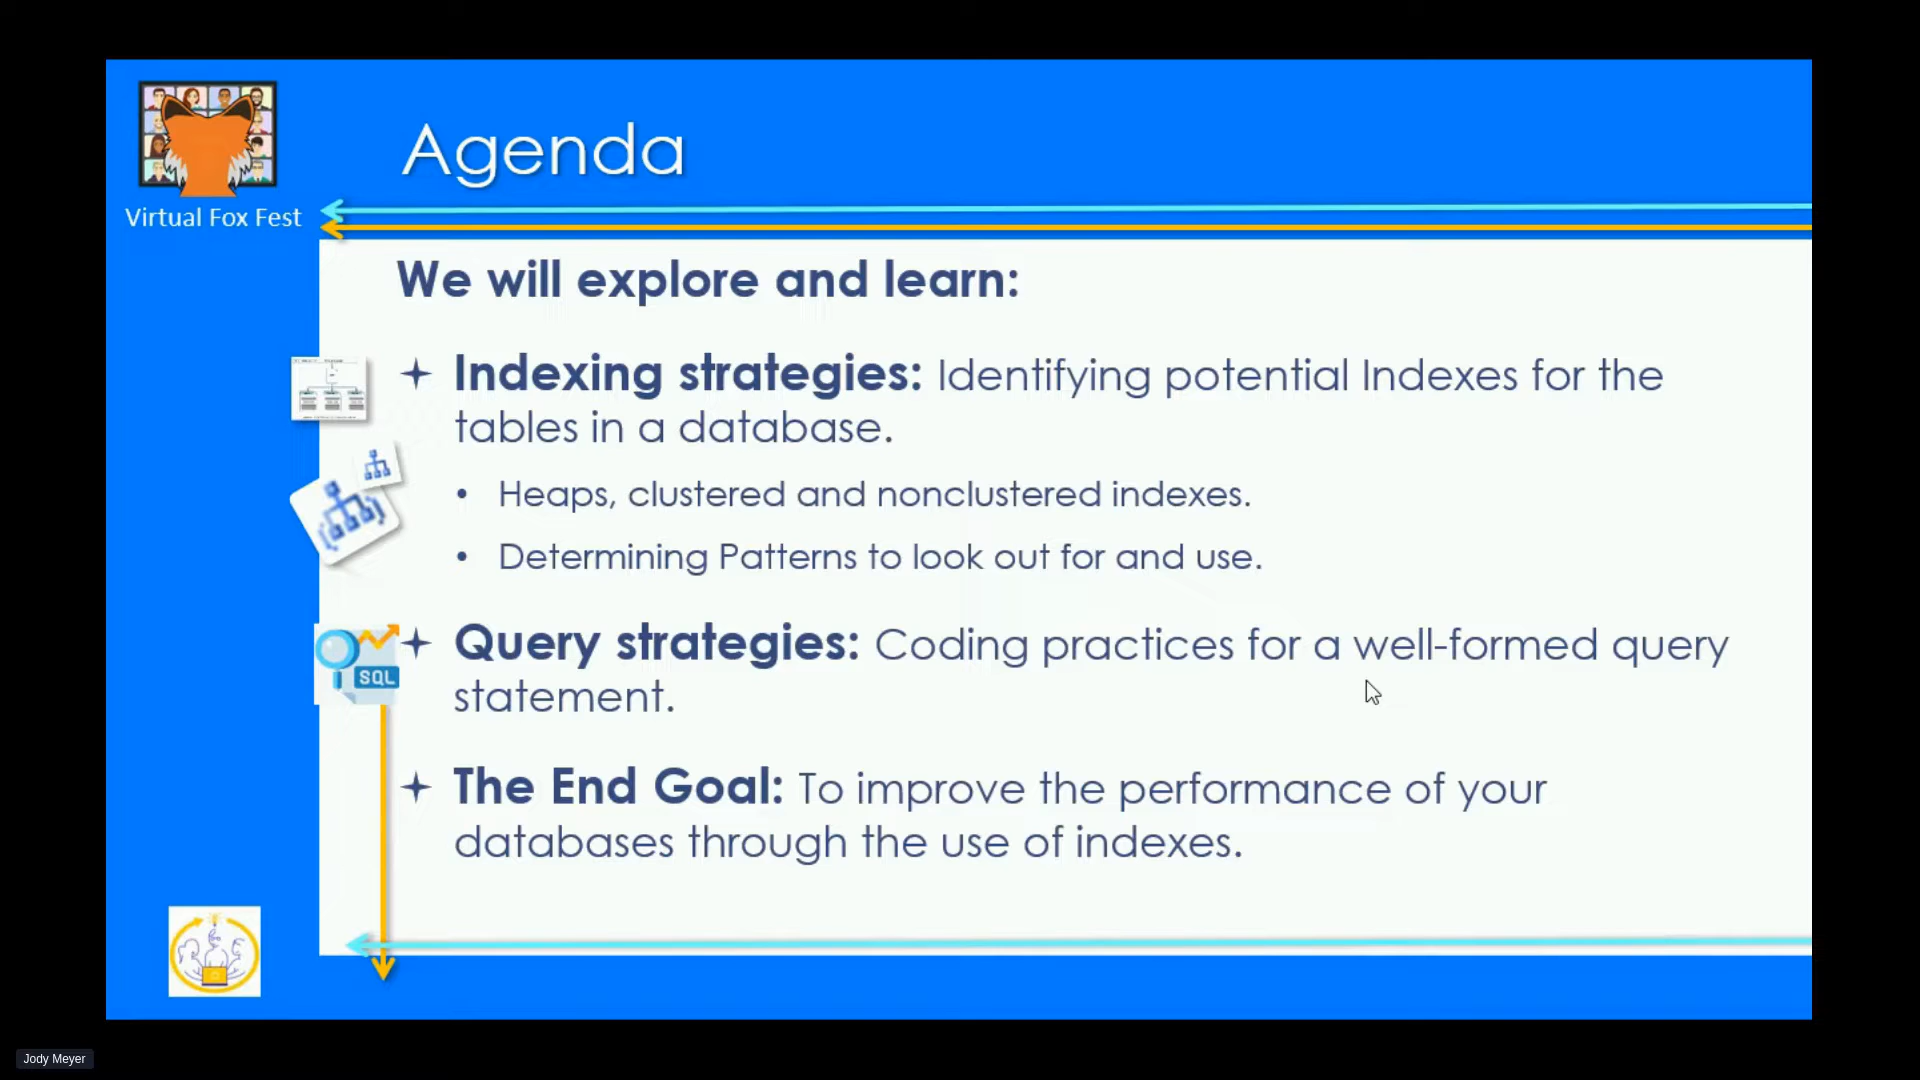 Agenda
Virtual Fox Fest
We will explore and learn:
Indexing strategies: Identifying potential Indexes for the
tables in a database.
• Heaps, clustered and nonclustered indexes.
• Determining Patterns to look out for and use.
Query strategies: Coding practices for a well-formed query
statement.
SQL
The End Goal: To improve the performance of your
databases through the use of indexes.
Jody Meyer